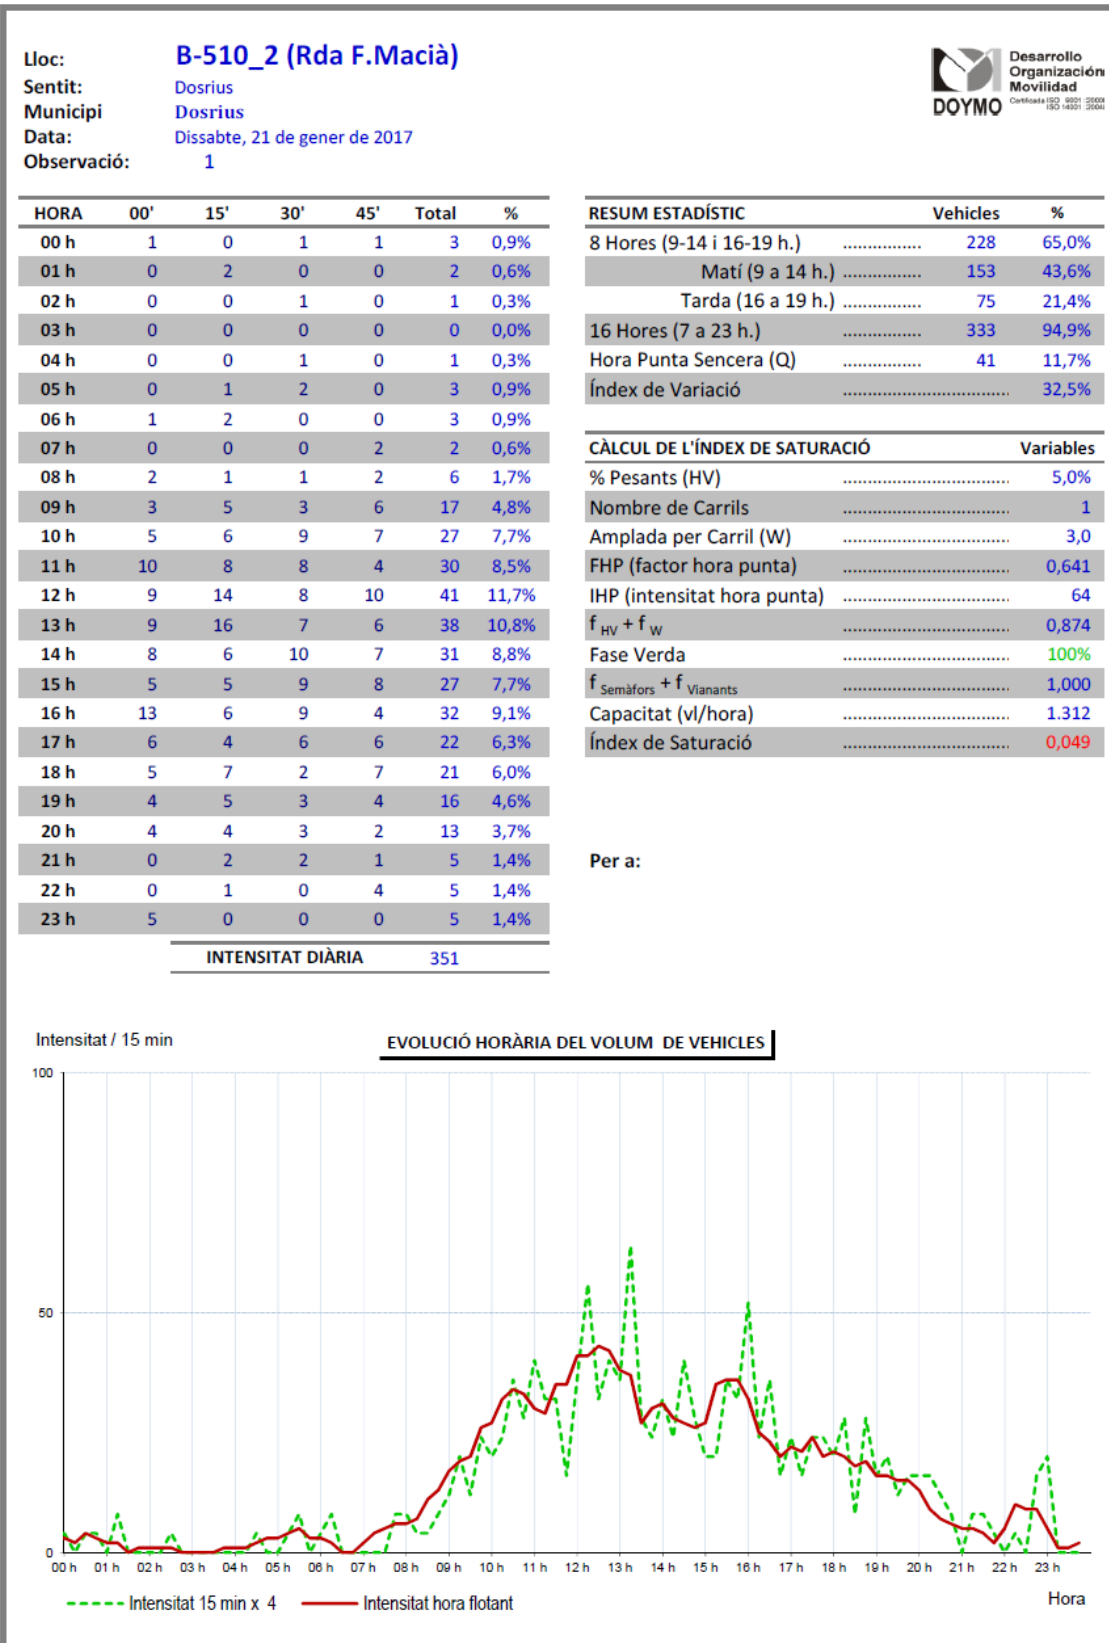 Lloc: B-510_2 (Rda F.Macià)
Sentit: Dosrius
Municipi Dosrius
Data: Dissabte, 21 de gener de 2017
Observació: 1
DOYMO
Desarrollo
Organización
Movilidad
Certificada ISO 9001:2000
ISO 14001:2004
HORA 00' 15' 30' 45' Total %
00 h 1 0 1 1 3 0,9%
01 h 0 2 0 0 2 0,6%
02 h 0 0 1 0 1 0,3%
03 h 0 0 0 0 0 0,0%
04 h 0 0 1 0 1 0,3%
05 h 0 1 2 0 3 0,9%
06 h 1 2 0 0 3 0,9%
07 h 0 0 0 2 2 0,6%
08 h 2 1 1 2 6 1,7%
09 h 3 5 3 6 17 4,8%
10 h 5 6 9 7 27 7,7%
11 h 10 8 8 4 30 8,5%
12 h 9 14 8 10 41 11,7%
13 h 9 16 7 6 38 10,8%
14 h 8 6 10 7 31 8,8%
15 h 5 5 9 8 27 7,7%
16 h 13 6 9 4 32 9,1%
17 h 6 4 6 6 22 6,3%
18 h 5 7 2 7 21 6,0%
19 h 4 5 3 4 16 4,6%
20 h 4 4 3 2 13 3,7%
21 h 0 2 2 1 5 1,4%
22 h 0 1 0 4 5 1,4%
23 h 5 0 0 0 5 1,4%
INTENSITAT DIÀRIA 351
RESUM ESTADÍSTIC Vehicles %
8 Hores (9-14 i 16-19 h.) ................ 228 65,0%
Matí (9 a 14 h.) ................ 153 43,6%
Tarda (16 a 19 h.) ................ 75 21,4%
16 Hores (7 a 23 h.) ................ 333 94,9%
Hora Punta Sencera (Q) ................ 41 11,7%
Índex de Variació ................................. 32,5%
CÀLCUL DE L'ÍNDEX DE SATURACIÓ Variables
% Pesants (HV) ................................. 5,0%
Nombre de Carrils ................................. 1
Amplada per Carril (W) ................................. 3,0
FHP (factor hora punta) ................................. 0,641
IHP (intensitat hora punta) ................................. 64
f HV + f W ................................. 0,874
Fase Verda ................................. 100%
f Semàfors + f Vianants ................................. 1,000
Capacitat (vl/hora) ................................. 1.312
Índex de Saturació ................................. 0,049
Per a:
Intensitat / 15 min
EVOLUCIÓ HORÀRIA DEL VOLUM DE VEHICLES
100
50
0
00 h 01 h 02 h 03 h 04 h 05 h 06 h 07 h 08 h 09 h 10 h 11 h 12 h 13 h 14 h 15 h 16 h 17 h 18 h 19 h 20 h 21 h 22 h 23 h
Hora
Intensitat 15 min x 4 Intensitat hora flotant